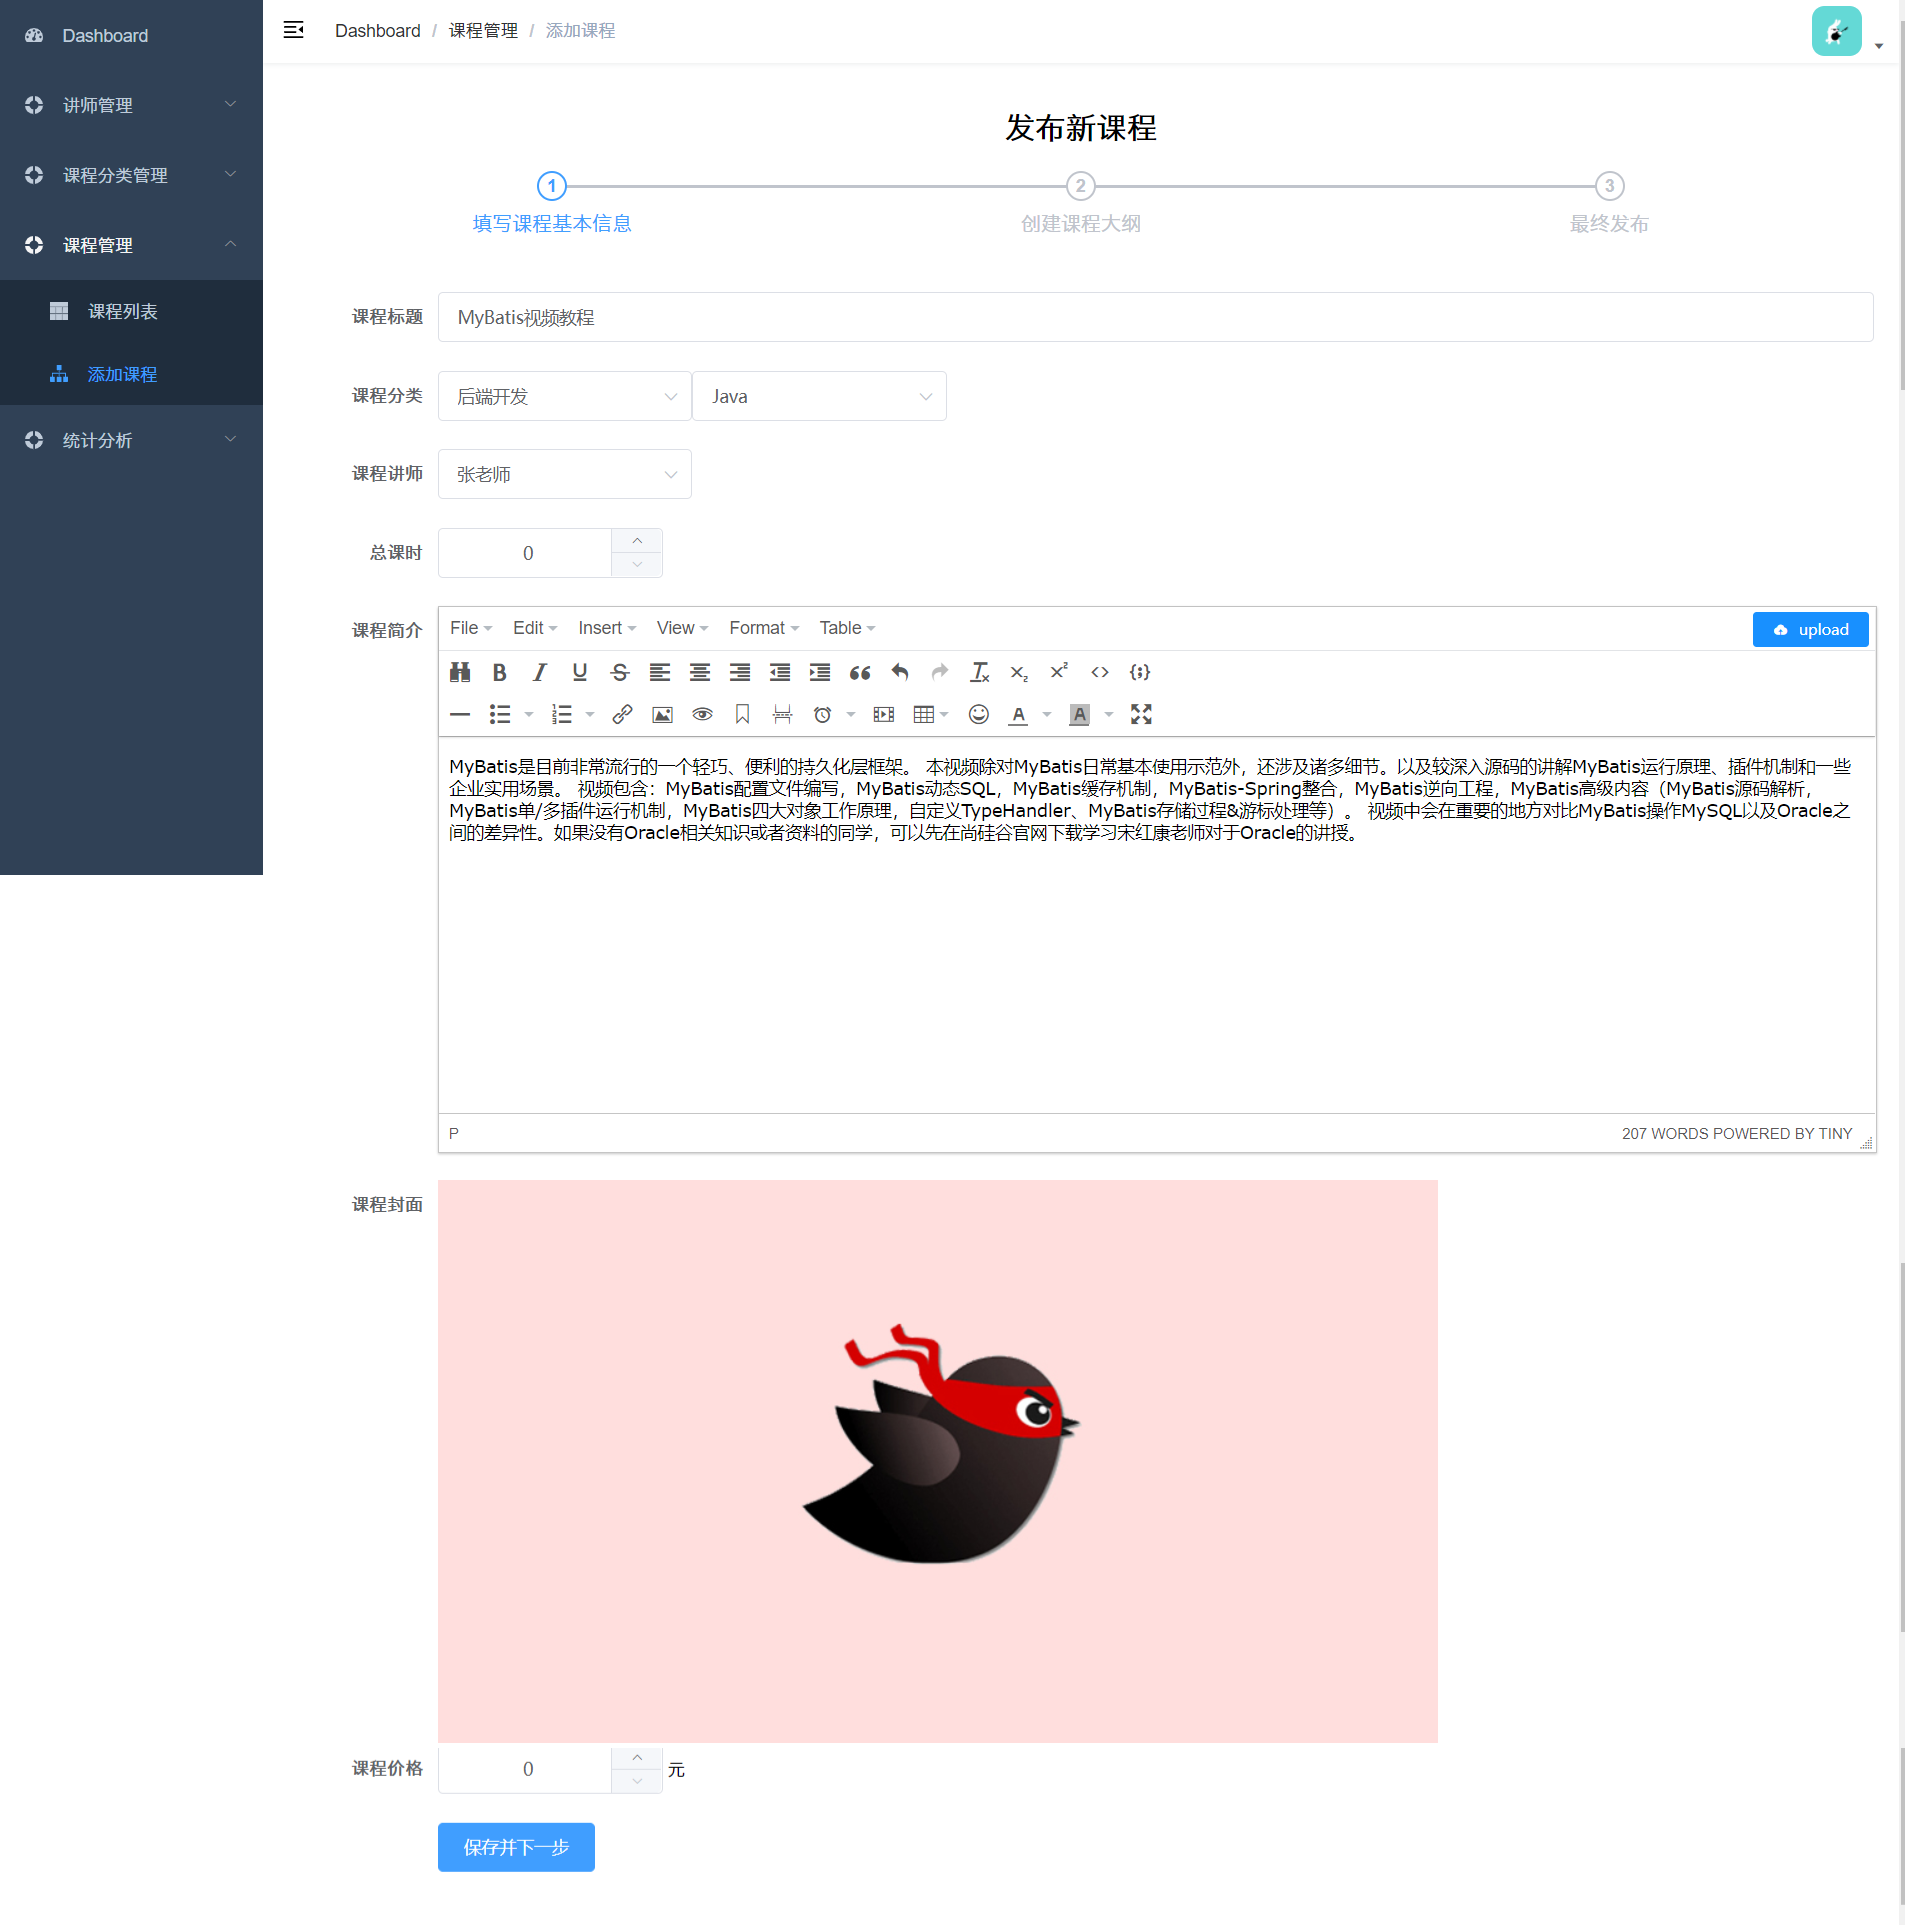 Dashboard
讲师管理
课程分类管理
课程管理
课程列表
添加课程
统计分析
Dashboard / 课程管理 / 添加课程
发布新课程
1 2 3
填写课程基本信息 创建课程大纲 最终发布
课程标题 MyBatis视频教程
课程分类 后端开发 Java
课程讲师 张老师
总课时 0
课程简介 File Edit Insert View Format Table upload
MyBatis是目前非常流行的一个轻巧、便利的持久化层框架。 本视频除对MyBatis日常基本使用示范外，还涉及诸多细节。以及较深入源码的讲解MyBatis运行原理、插件机制和一些
企业实用场景。 视频包含：MyBatis配置文件编写，MyBatis动态SQL，MyBatis缓存机制，MyBatis-Spring整合，MyBatis逆向工程，MyBatis高级内容（MyBatis源码解析，
MyBatis单/多插件运行机制，MyBatis四大对象工作原理，自定义TypeHandler、MyBatis存储过程&游标处理等）。 视频中会在重要的地方对比MyBatis操作MySQL以及Oracle之
间的差异性。如果没有Oracle相关知识或者资料的同学，可以先在尚硅谷官网下载学习宋红康老师对于Oracle的讲授。
P 207 WORDS POWERED BY TINY
课程封面
课程价格 0 元
保存并下一步